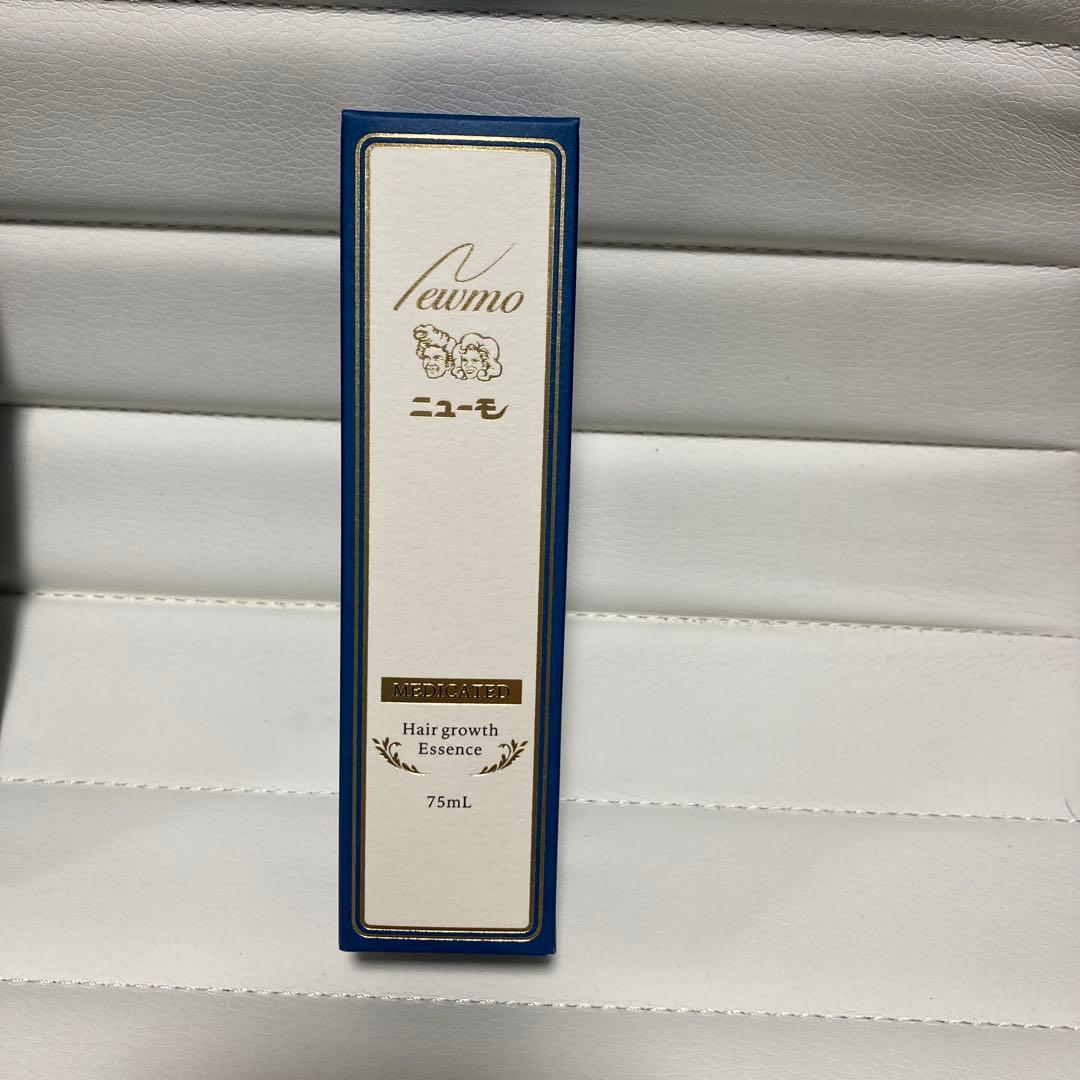 Newmo
ニューモ
MEDICATED
Hair growth
Essence
75mL